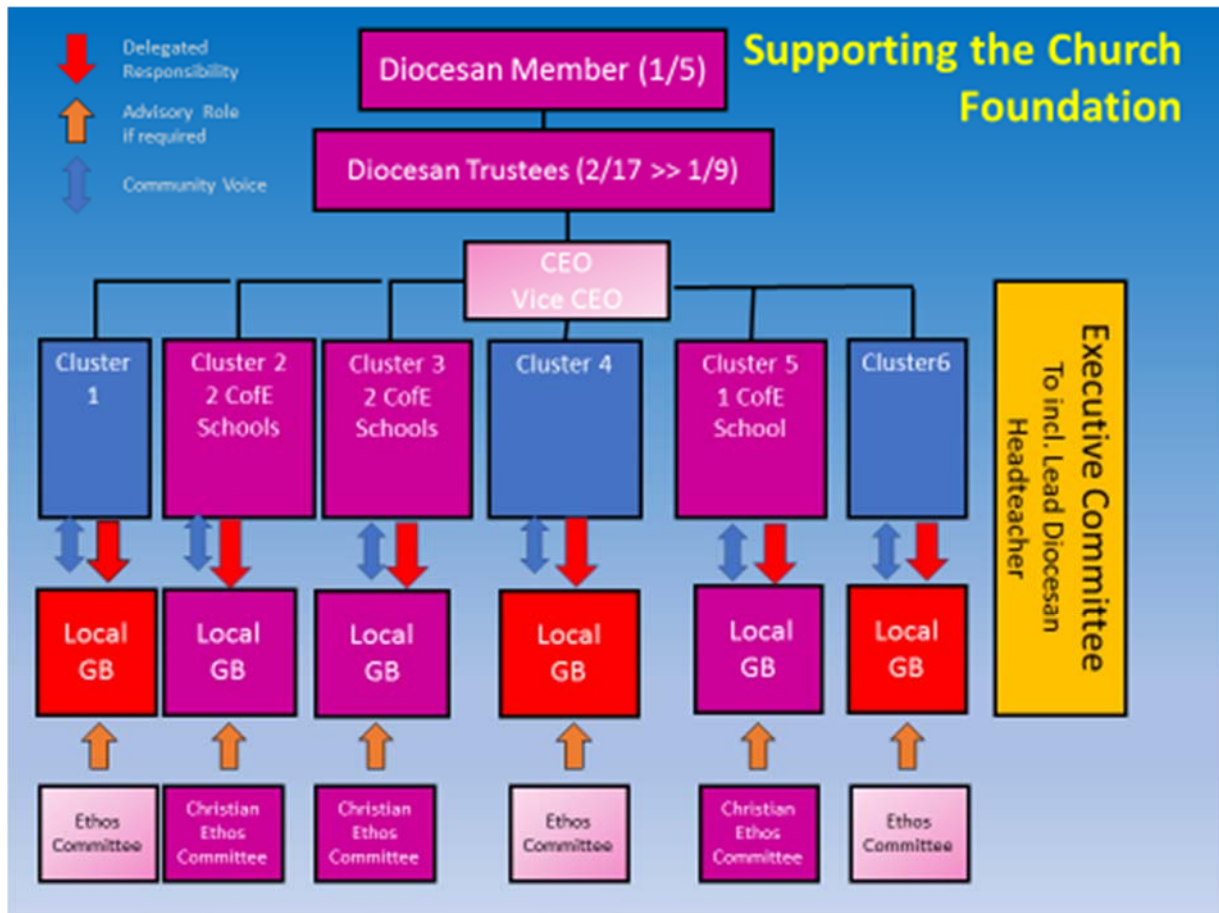 Supporting the Church
Foundation
Delegated
Responsibility
Advisory Role
if required
Community Voice
Diocesan Member (1/5)
Diocesan Trustees (2/17 >> 1/9)
CEO
Vice CEO
Cluster
1
Cluster 2
2 CofE
Schools
Cluster 3
2 CofE
Schools
Cluster 4
Cluster 5
1 CofE
School
Cluster6
Executive Committee
To incl. Lead Diocesan
Headteacher
Local
GB
Local
GB
Local
GB
Local
GB
Local
GB
Local
GB
Ethos
Committee
Christian
Ethos
Committee
Christian
Ethos
Committee
Ethos
Committee
Christian
Ethos
Committee
Ethos
Committee